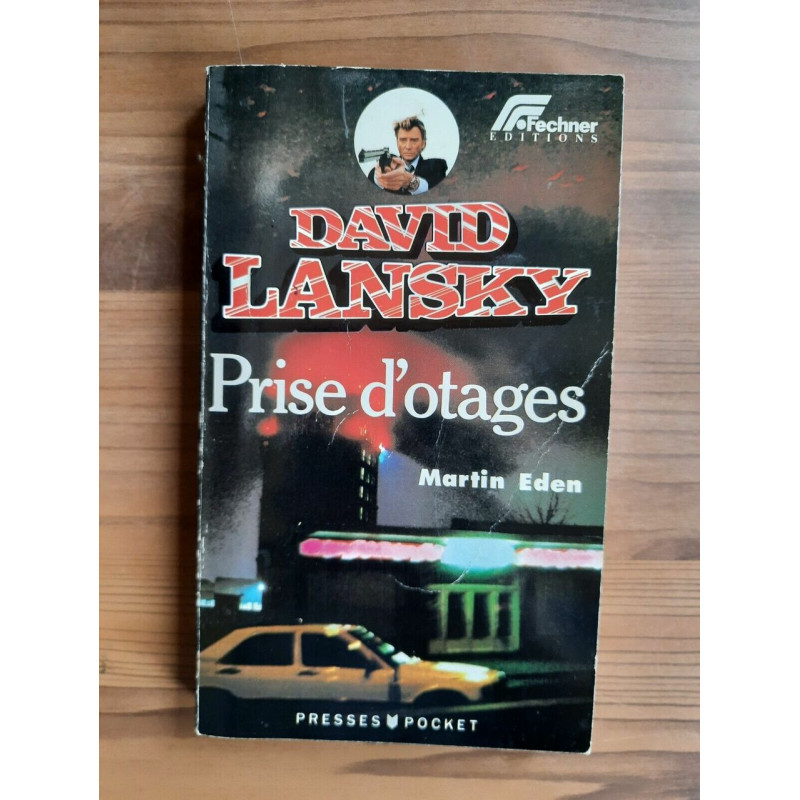 Fechner
EDITIONS
DAVID
LANSKY
Prise d'otages
Martin Eden
PRESSES POCKET